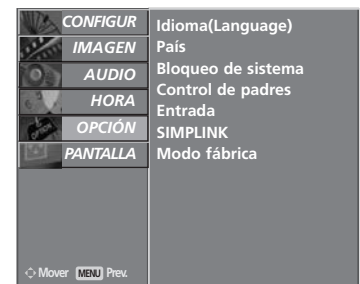 CONFIGUR
IMAGEN
AUDIO
HORA
OPCIÓN
PANTALLA
Idioma(Language)
País
Bloqueo de sistema
Control de padres
Entrada
SIMPLINK
Modo fábrica
Mover MENU Prev.